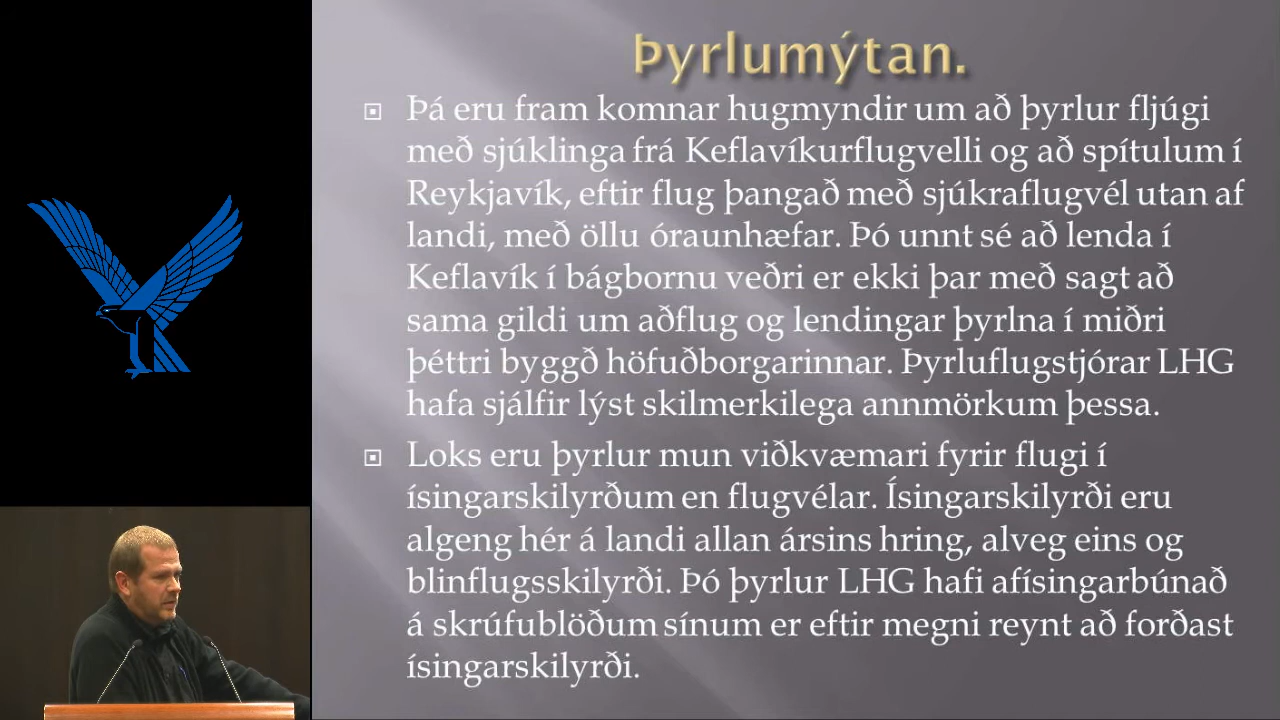 Þyrlumýtan.
Þá eru fram komnar hugmyndir um að þyrlur fljúgi
með sjúklinga frá Keflavíkurflugvelli og að spítulum í
Reykjavík, eftir flug þangað með sjúkraflugvél utan af
landi, með öllu óraunhæfar. Þó unnt sé að lenda í
Keflavík í bágbornu veðri er ekki þar með sagt að
sama gildi um aðflug og lendingar þyrlna í miðri
þéttri byggð höfuðborgarinnar. Þyrluflugstjórar LHG
hafa sjálfir lýst skilmerkilega annmörkum þessa.
Loks eru þyrlur mun viðkvæmari fyrir flugi í
ísingarskilyrðum en flugvélar. Ísingarskilyrði eru
algeng hér á landi allan ársins hring, alveg eins og
blinflugsskilyrði. Þó þyrlur LHG hafi afísingarbúnað
á skrúfublöðum sínum er eftir megni reynt að forðast
ísingarskilyrði.